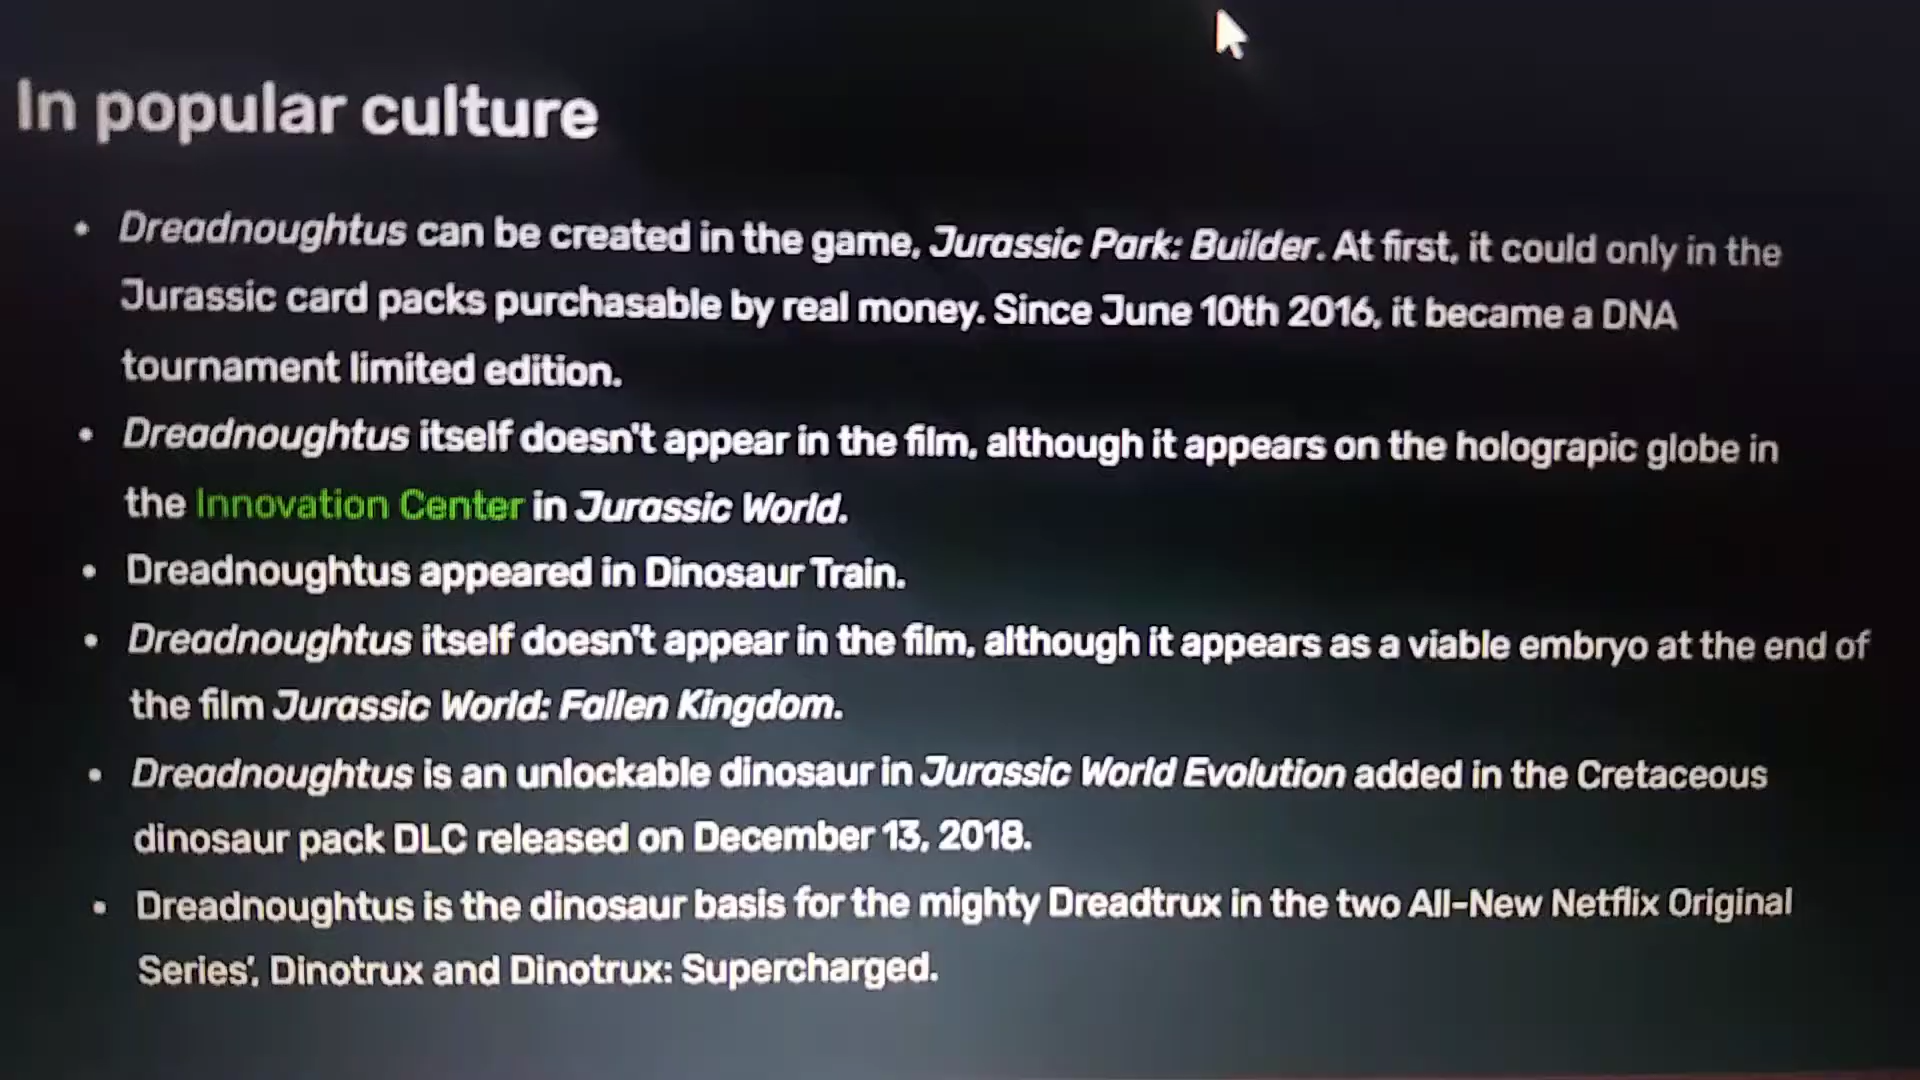 In popular culture
Dreadnoughtus can be created in the game, Jurassic Park: Builder. At first, it could only in the
Jurassic card packs purchasable by real money. Since June 10th 2016, it became a DNA
tournament limited edition.
Dreadnoughtus itself doesn't appear in the film, although it appears on the holograpic globe in
the Innovation Center in Jurassic World.
Dreadnoughtus appeared in Dinosaur Train.
Dreadnoughtus itself doesn't appear in the film, although it appears as a viable embryo at the end of
the film Jurassic World: Fallen Kingdom.
Dreadnoughtus is an unlockable dinosaur in Jurassic World Evolution added in the Cretaceous
dinosaur pack DLC released on December 13, 2018.
Dreadnoughtus is the dinosaur basis for the mighty Dreadtrux in the two All-New Netflix Original
Series', Dinotrux and Dinotrux: Supercharged.